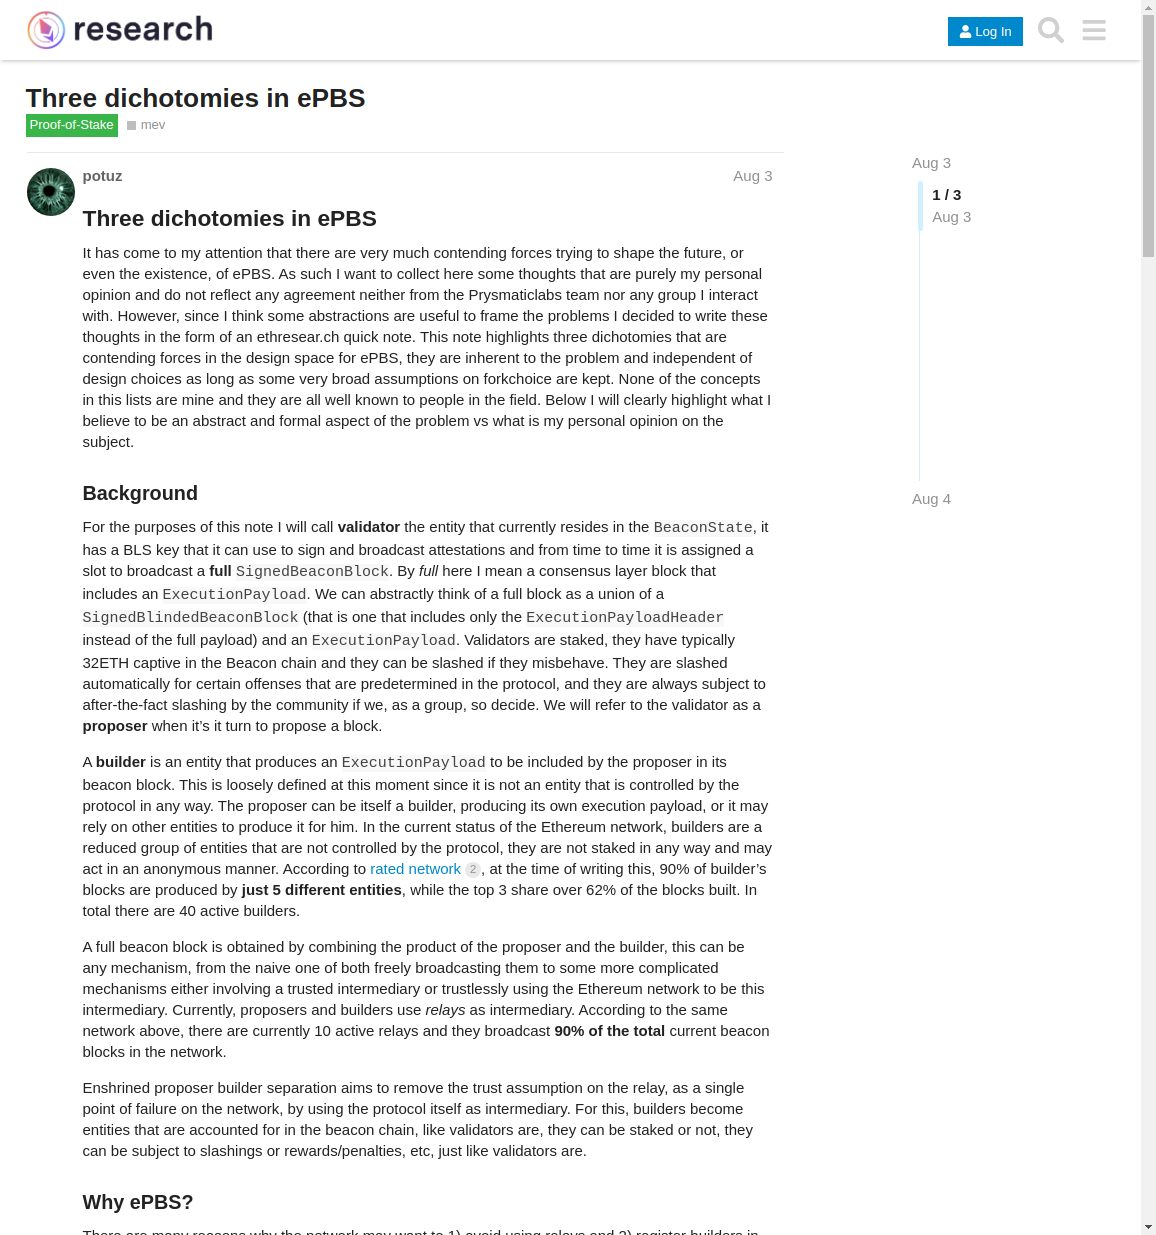 research
Log In
Three dichotomies in ePBS
Proof-of-Stake mev
potuz Aug 3
Three dichotomies in ePBS
It has come to my attention that there are very much contending forces trying to shape the future, or
even the existence, of ePBS. As such I want to collect here some thoughts that are purely my personal
opinion and do not reflect any agreement neither from the Prysmaticlabs team nor any group I interact
with. However, since I think some abstractions are useful to frame the problems I decided to write these
thoughts in the form of an ethresear.ch quick note. This note highlights three dichotomies that are
contending forces in the design space for ePBS, they are inherent to the problem and independent of
design choices as long as some very broad assumptions on forkchoice are kept. None of the concepts
in this lists are mine and they are all well known to people in the field. Below I will clearly highlight what I
believe to be an abstract and formal aspect of the problem vs what is my personal opinion on the
subject.
Background
For the purposes of this note I will call validator the entity that currently resides in the BeaconState, it
has a BLS key that it can use to sign and broadcast attestations and from time to time it is assigned a
slot to broadcast a full SignedBeaconBlock. By full here I mean a consensus layer block that
includes an ExecutionPayload. We can abstractly think of a full block as a union of a
SignedBlindedBeaconBlock (that is one that includes only the ExecutionPayloadHeader
instead of the full payload) and an ExecutionPayload. Validators are staked, they have typically
32ETH captive in the Beacon chain and they can be slashed if they misbehave. They are slashed
automatically for certain offenses that are predetermined in the protocol, and they are always subject to
after-the-fact slashing by the community if we, as a group, so decide. We will refer to the validator as a
proposer when it’s it turn to propose a block.
A builder is an entity that produces an ExecutionPayload to be included by the proposer in its
beacon block. This is loosely defined at this moment since it is not an entity that is controlled by the
protocol in any way. The proposer can be itself a builder, producing its own execution payload, or it may
rely on other entities to produce it for him. In the current status of the Ethereum network, builders are a
reduced group of entities that are not controlled by the protocol, they are not staked in any way and may
act in an anonymous manner. According to rated network 2, at the time of writing this, 90% of builder’s
blocks are produced by just 5 different entities, while the top 3 share over 62% of the blocks built. In
total there are 40 active builders.
A full beacon block is obtained by combining the product of the proposer and the builder, this can be
any mechanism, from the naive one of both freely broadcasting them to some more complicated
mechanisms either involving a trusted intermediary or trustlessly using the Ethereum network to be this
intermediary. Currently, proposers and builders use relays as intermediary. According to the same
network above, there are currently 10 active relays and they broadcast 90% of the total current beacon
blocks in the network.
Enshrined proposer builder separation aims to remove the trust assumption on the relay, as a single
point of failure on the network, by using the protocol itself as intermediary. For this, builders become
entities that are accounted for in the beacon chain, like validators are, they can be staked or not, they
can be subject to slashings or rewards/penalties, etc, just like validators are.
Why ePBS?
There are many reasons why the network may want to 1) avoid using relays and 2) register builders in
Aug 3
1 / 3
Aug 3
Aug 4